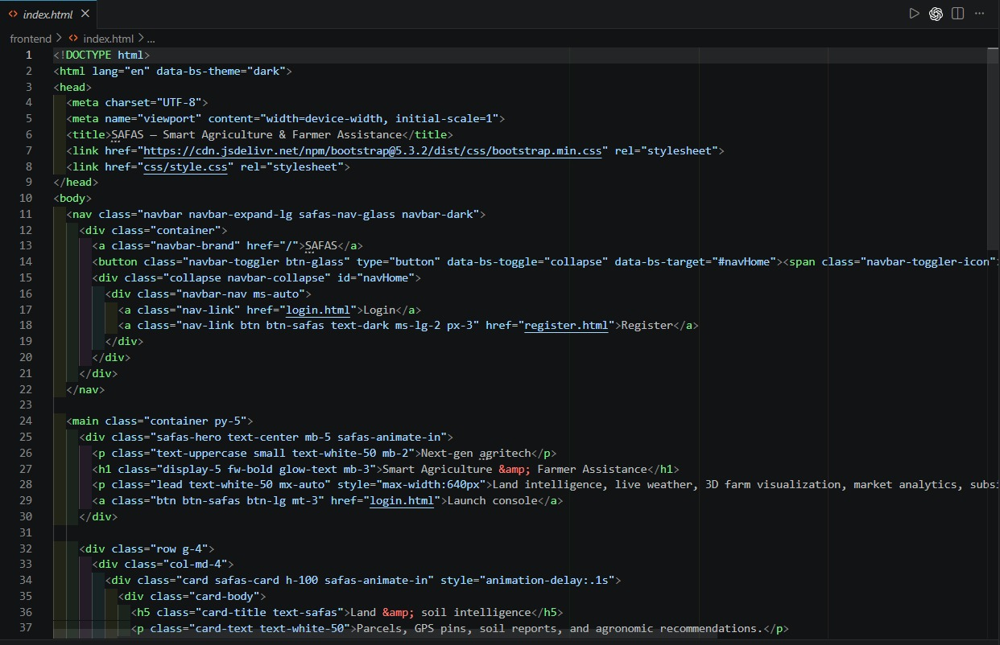 index.html
frontend > index.html > ...
1 <!DOCTYPE html>
2 <html lang="en" data-bs-theme="dark">
3 <head>
4 <meta charset="UTF-8">
5 <meta name="viewport" content="width=device-width, initial-scale=1">
6 <title>SAFAS — Smart Agriculture & Farmer Assistance</title>
7 <link href="https://cdn.jsdelivr.net/npm/bootstrap@5.3.2/dist/css/bootstrap.min.css" rel="stylesheet">
8 <link href="css/style.css" rel="stylesheet">
9 </head>
10 <body>
11 <nav class="navbar navbar-expand-lg safas-nav-glass navbar-dark">
12 <div class="container">
13 <a class="navbar-brand" href="/">SAFAS</a>
14 <button class="navbar-toggler btn-glass" type="button" data-bs-toggle="collapse" data-bs-target="#navHome"><span class="navbar-toggler-icon">
15 <div class="collapse navbar-collapse" id="navHome">
16 <div class="navbar-nav ms-auto">
17 <a class="nav-link" href="login.html">Login</a>
18 <a class="nav-link btn btn-safas text-dark ms-lg-2 px-3" href="register.html">Register</a>
19 </div>
20 </div>
21 </div>
22 </nav>
23
24 <main class="container py-5">
25 <div class="safas-hero text-center mb-5 safas-animate-in">
26 <p class="text-uppercase small text-white-50 mb-2">Next-gen agritech</p>
27 <h1 class="display-5 fw-bold glow-text mb-3">Smart Agriculture &amp; Farmer Assistance</h1>
28 <p class="lead text-white-50 mx-auto" style="max-width:640px">Land intelligence, live weather, 3D farm visualization, market analytics, subsi
29 <a class="btn btn-safas btn-lg mt-3" href="login.html">Launch console</a>
30 </div>
31
32 <div class="row g-4">
33 <div class="col-md-4">
34 <div class="card safas-card h-100 safas-animate-in" style="animation-delay:.1s">
35 <div class="card-body">
36 <h5 class="card-title text-safas">Land &amp; soil intelligence</h5>
37 <p class="card-text text-white-50">Parcels, GPS pins, soil reports, and agronomic recommendations.</p>